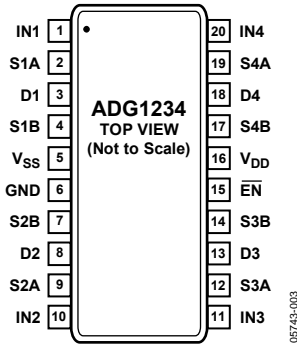 IN1 1 20 IN4
S1A 2 19 S4A
D1 3 18 D4
ADG1234
S1B 4 17 S4B
TOP VIEW
(Not to Scale)
VSS 5 16 VDD
GND 6 15 EN
S2B 7 14 S3B
D2 8 13 D3
S2A 9 12 S3A
IN2 10 11 IN3
05743-003